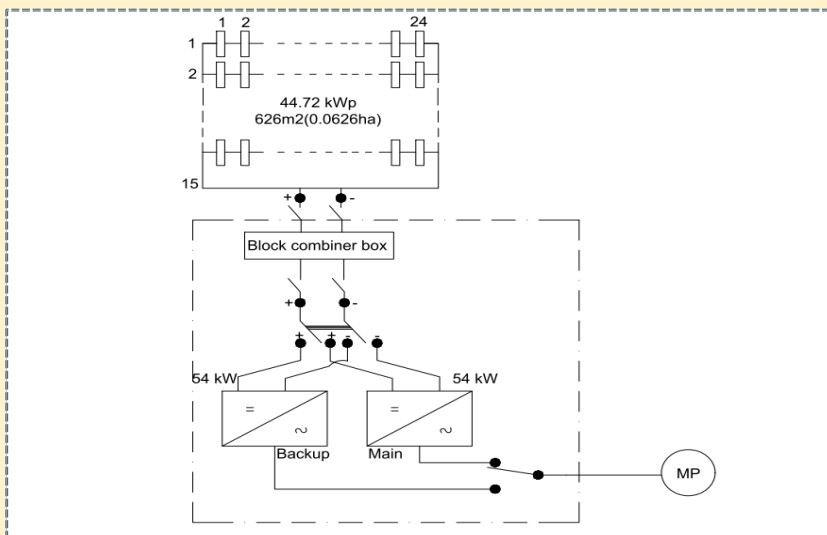 1 2 24
1
2
44.72 kWp
626m2(0.0626ha)
15
+ -
Block combiner box
+ -
+ + - -
54 kW 54 kW
= =
~ ~
Backup Main
MP